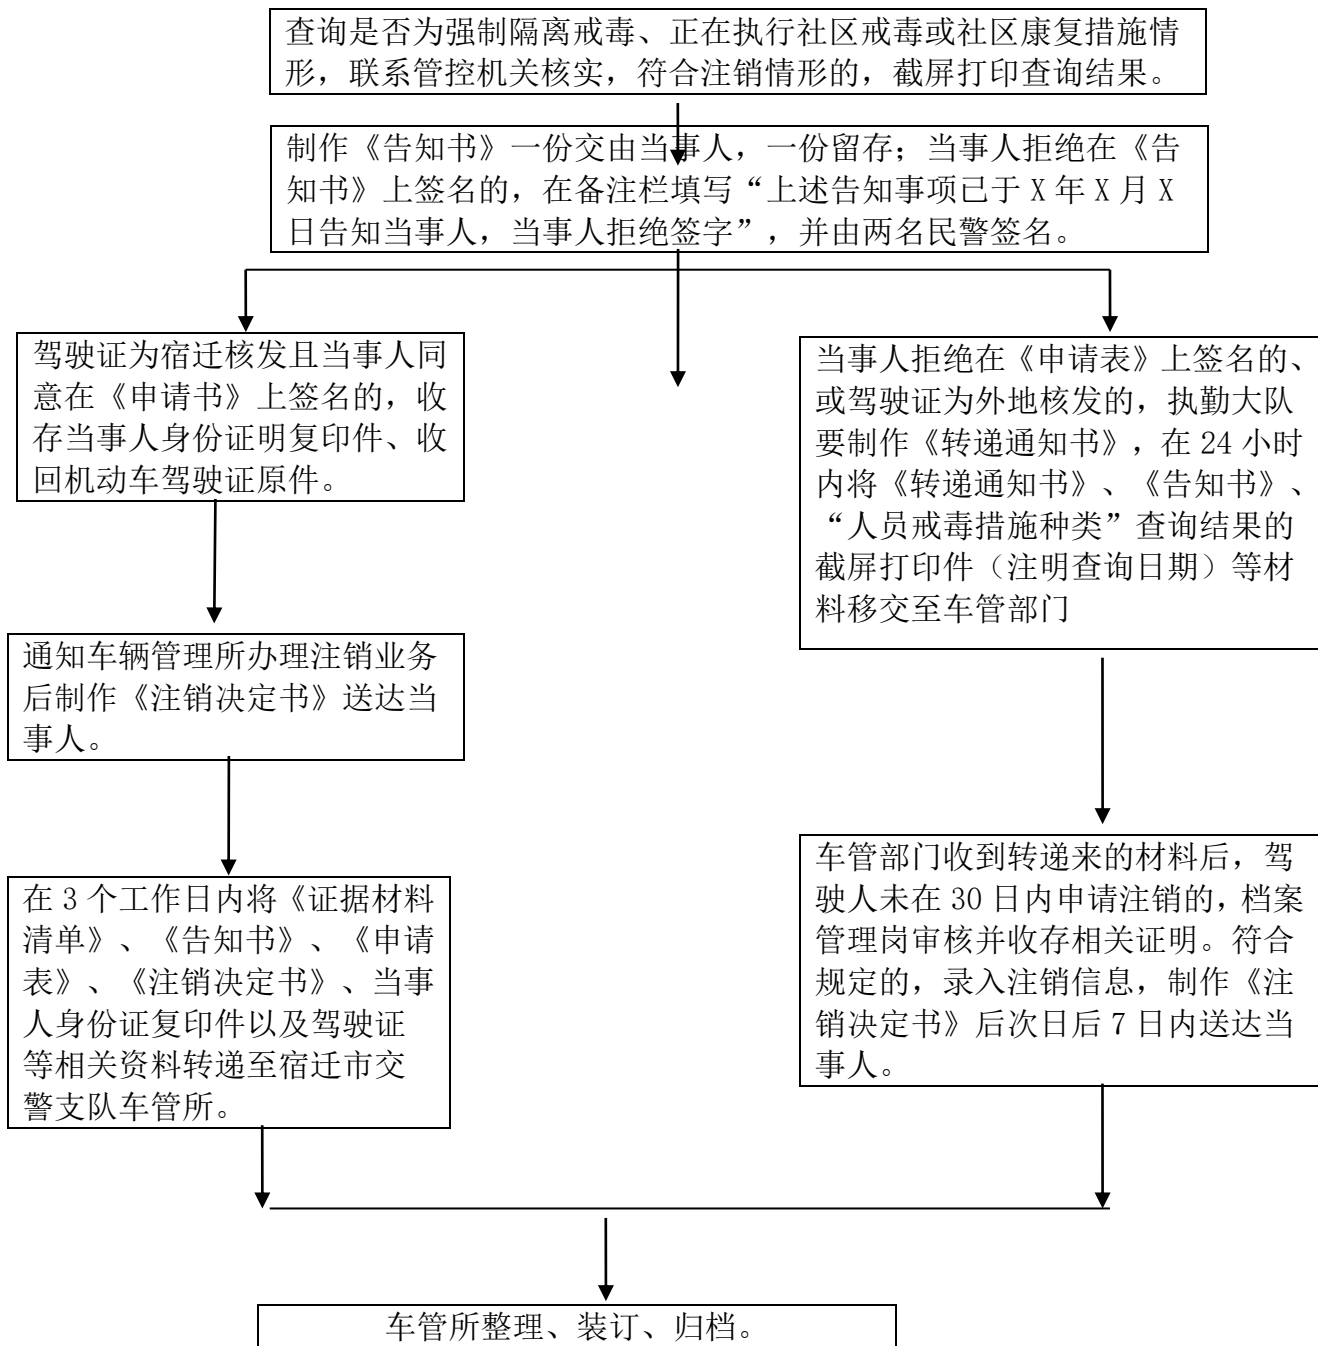 查询是否为强制隔离戒毒、正在执行社区戒毒或社区康复措施情
形，联系管控机关核实，符合注销情形的，截屏打印查询结果。
制作《告知书》一份交由当事人，一份留存；当事人拒绝在《告
知书》上签名的，在备注栏填写“上述告知事项已于 X 年 X 月 X
日告知当事人，当事人拒绝签字”，并由两名民警签名。
驾驶证为宿迁核发且当事人同
意在《申请书》上签名的，收
存当事人身份证明复印件、收
回机动车驾驶证原件。
通知车辆管理所办理注销业务
后制作《注销决定书》送达当
事人。
在 3 个工作日内将《证据材料
清单》、《告知书》、《申请
表》、《注销决定书》、当事
人身份证复印件以及驾驶证
等相关资料转递至宿迁市交
警支队车管所。
当事人拒绝在《申请表》上签名的、
或驾驶证为外地核发的，执勤大队
要制作《转递通知书》，在 24 小时
内将《转递通知书》、《告知书》、
“人员戒毒措施种类”查询结果的
截屏打印件（注明查询日期）等材
料移交至车管部门
车管部门收到转递来的材料后，驾
驶人未在 30 日内申请注销的，档案
管理岗审核并收存相关证明。符合
规定的，录入注销信息，制作《注
销决定书》后次日后 7 日内送达当
事人。
车管所整理、装订、归档。